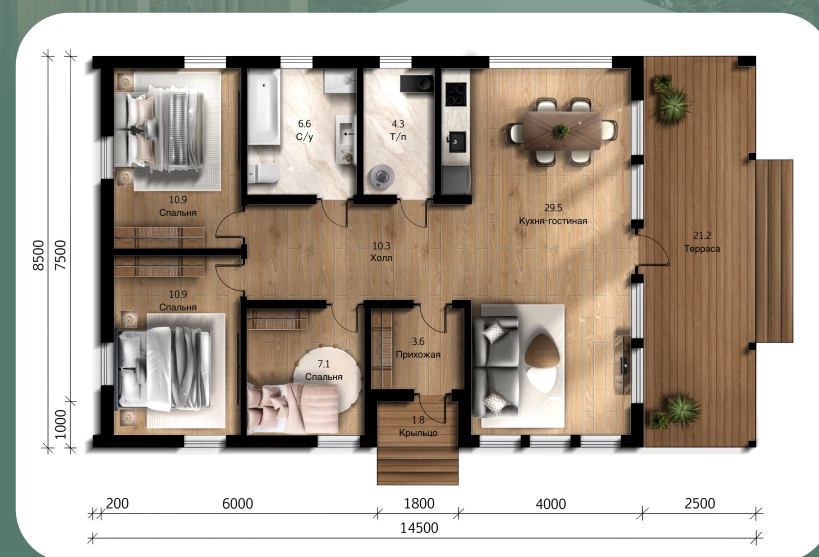 6.6
С/у
4.3
Т/п
10.9
Спальня
29.5
Кухня-гостиная
21.2
Терраса
10.3
Холл
8500
7500
10.9
Спальня
3.6
Прихожая
7.1
Спальня
1000
1.8
Крыльцо
200
6000
1800
4000
2500
14500